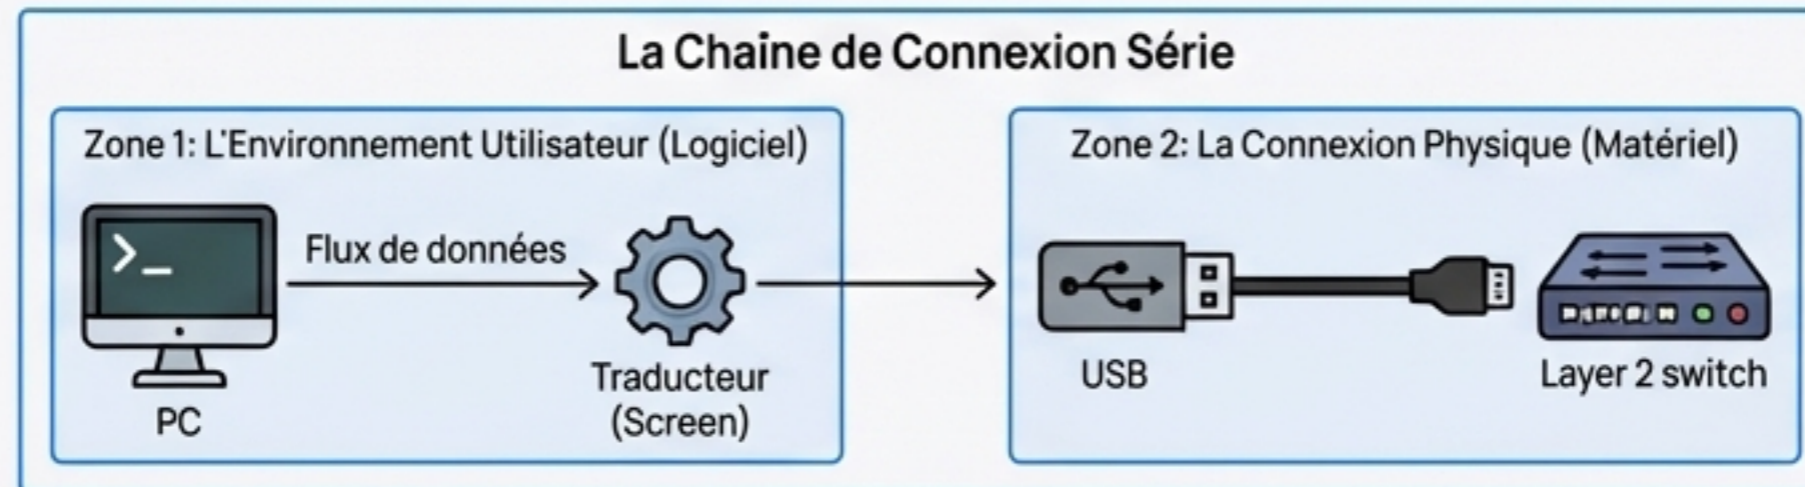 La Chaîne de Connexion Série
Zone 1: L'Environnement Utilisateur (Logiciel)
Flux de données
PC
Traducteur
(Screen)
Zone 2: La Connexion Physique (Matériel)
USB
Layer 2 switch